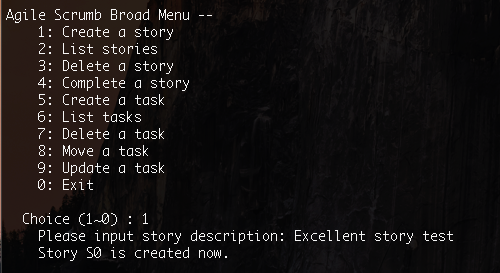 Agile Scrumb Broad Menu --
1: Create a story
2: List stories
3: Delete a story
4: Complete a story
5: Create a task
6: List tasks
7: Delete a task
8: Move a task
9: Update a task
0: Exit
Choice (1~0) : 1
Please input story description: Excellent story test
Story S0 is created now.